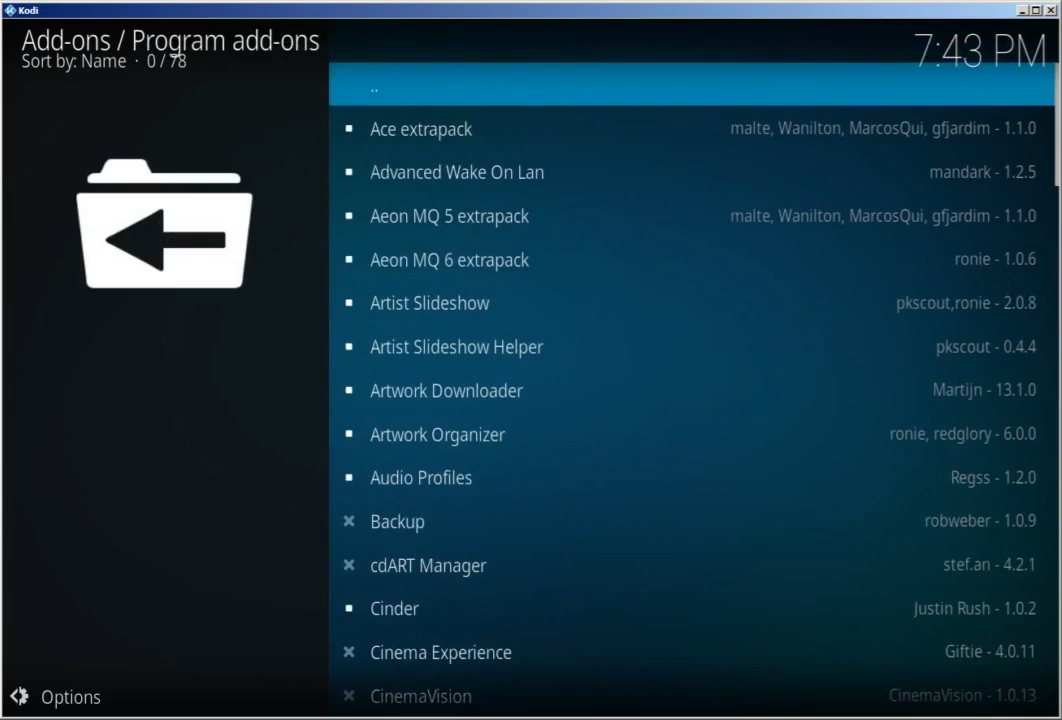 Kodi
Add-ons / Program add-ons
Sort by: Name · 0 / 78
7:43 PM
..
Ace extrapack malte, Wanilton, MarcosQui, gfjardim - 1.1.0
Advanced Wake On Lan mandark - 1.2.5
Aeon MQ 5 extrapack malte, Wanilton, MarcosQui, gfjardim - 1.1.0
Aeon MQ 6 extrapack ronie - 1.0.6
Artist Slideshow pkscout,ronie - 2.0.8
Artist Slideshow Helper pkscout - 0.4.4
Artwork Downloader Martijn - 13.1.0
Artwork Organizer ronie, redglory - 6.0.0
Audio Profiles Regss - 1.2.0
Backup robweber - 1.0.9
cdART Manager stef.an - 4.2.1
Cinder Justin Rush - 1.0.2
Cinema Experience Giftie - 4.0.11
CinemaVision CinemaVision - 1.0.13
Options